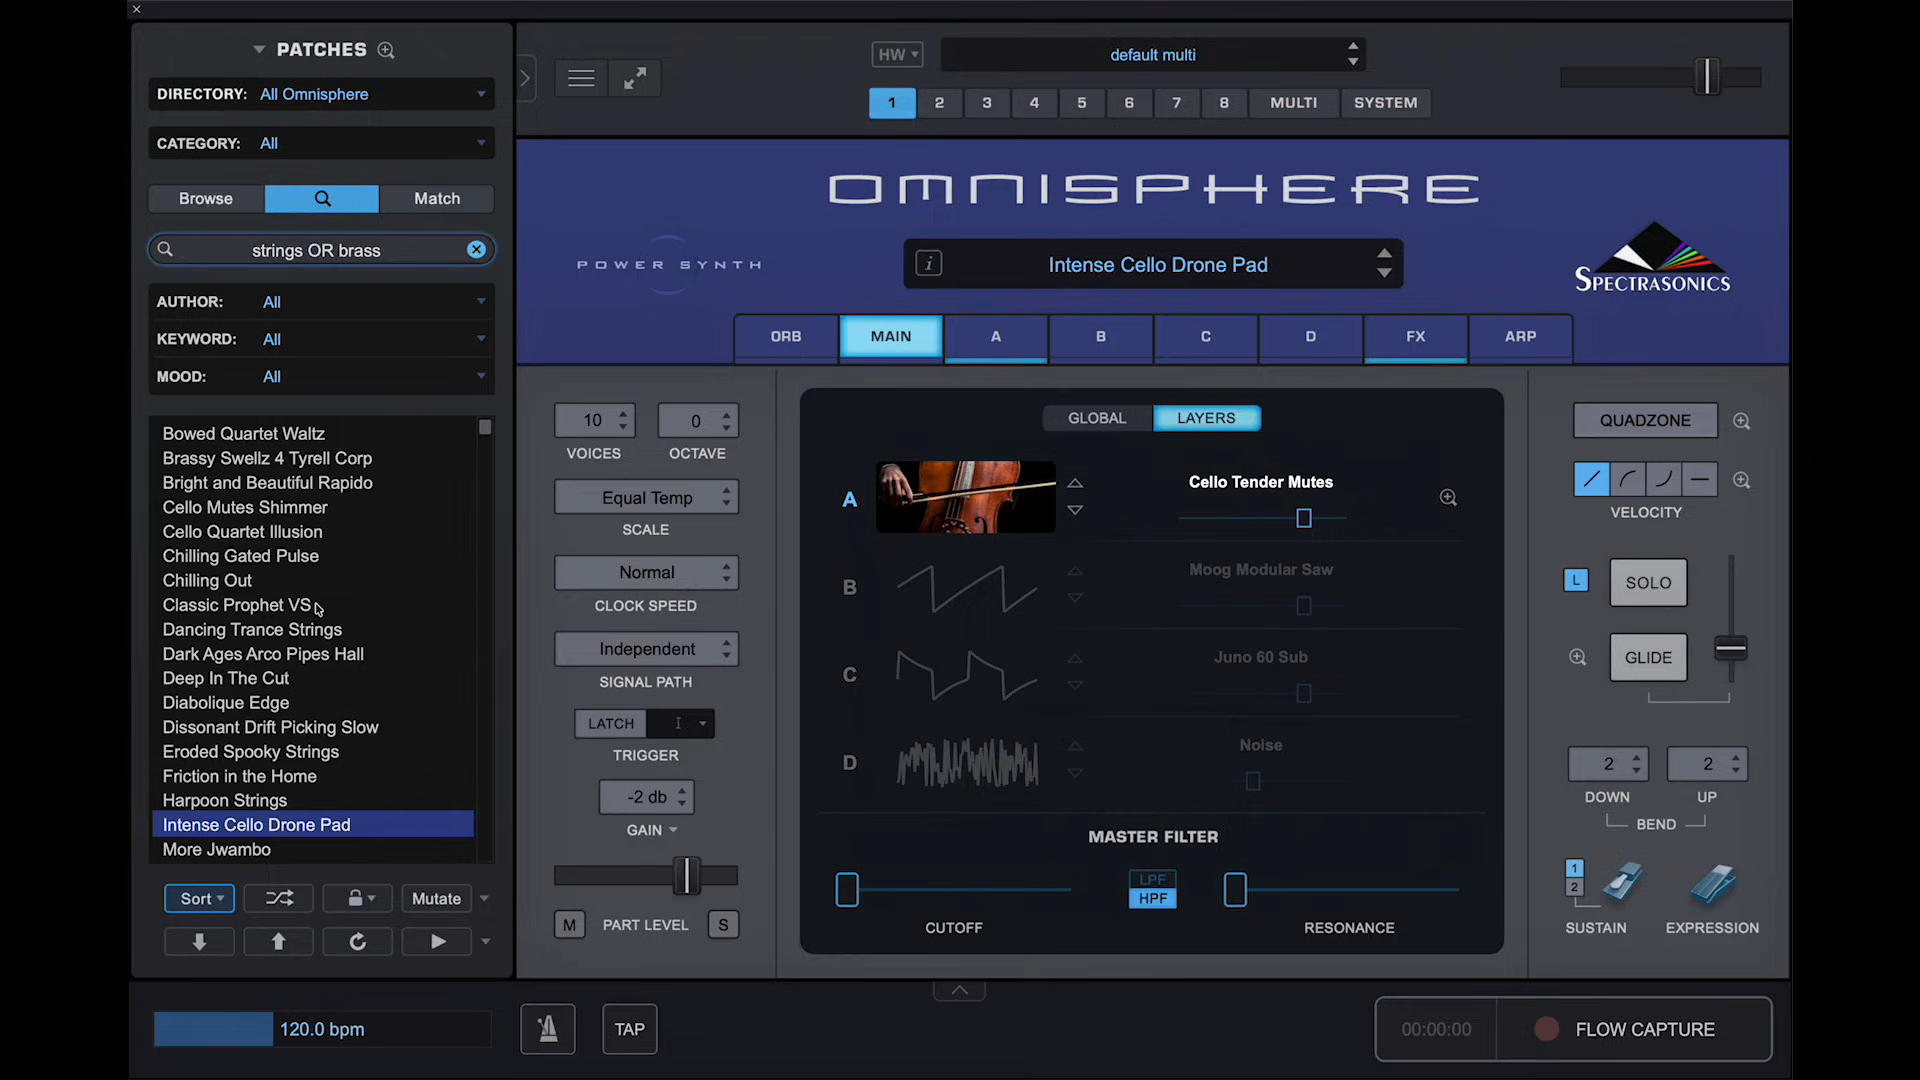 PATCHES
DIRECTORY: All Omnisphere
CATEGORY: All
Browse
Match
strings OR brass
AUTHOR: All
KEYWORD: All
MOOD: All
Bowed Quartet Waltz
Brassy Swellz 4 Tyrell Corp
Bright and Beautiful Rapido
Cello Mutes Shimmer
Cello Quartet Illusion
Chilling Gated Pulse
Chilling Out
Classic Prophet VS
Dancing Trance Strings
Dark Ages Arco Pipes Hall
Deep In The Cut
Diabolique Edge
Dissonant Drift Picking Slow
Eroded Spooky Strings
Friction in the Home
Harpoon Strings
Intense Cello Drone Pad
More Jwambo
Sort
Mutate
120.0 bpm
TAP
HW
default multi
1 2 3 4 5 6 7 8 MULTI SYSTEM
OMNISPHERE
POWER SYNTH
i
Intense Cello Drone Pad
SPECTRASONICS
ORB MAIN A B C D FX ARP
10
VOICES
0
OCTAVE
Equal Temp
SCALE
Normal
CLOCK SPEED
Independent
SIGNAL PATH
LATCH
TRIGGER
-2 db
GAIN
M PART LEVEL S
GLOBAL LAYERS
A Cello Tender Mutes
B Moog Modular Saw
C Juno 60 Sub
D Noise
MASTER FILTER
LPF
HPF
CUTOFF
RESONANCE
QUADZONE
VELOCITY
L SOLO
GLIDE
2
DOWN
2
UP
BEND
1
2
SUSTAIN
EXPRESSION
00:00:00
FLOW CAPTURE